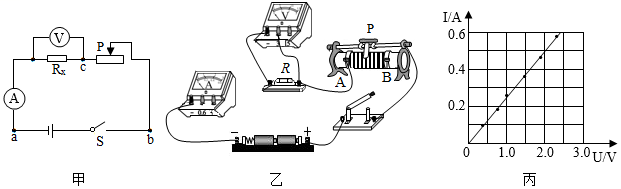 V
P
Rx
c
A
a
S
b
甲
V
P
R
A
B
A
- 0.6 3
-
+
乙
I/A
0.6
0.4
0.2
0
1.0
2.0
3.0
U/V
丙